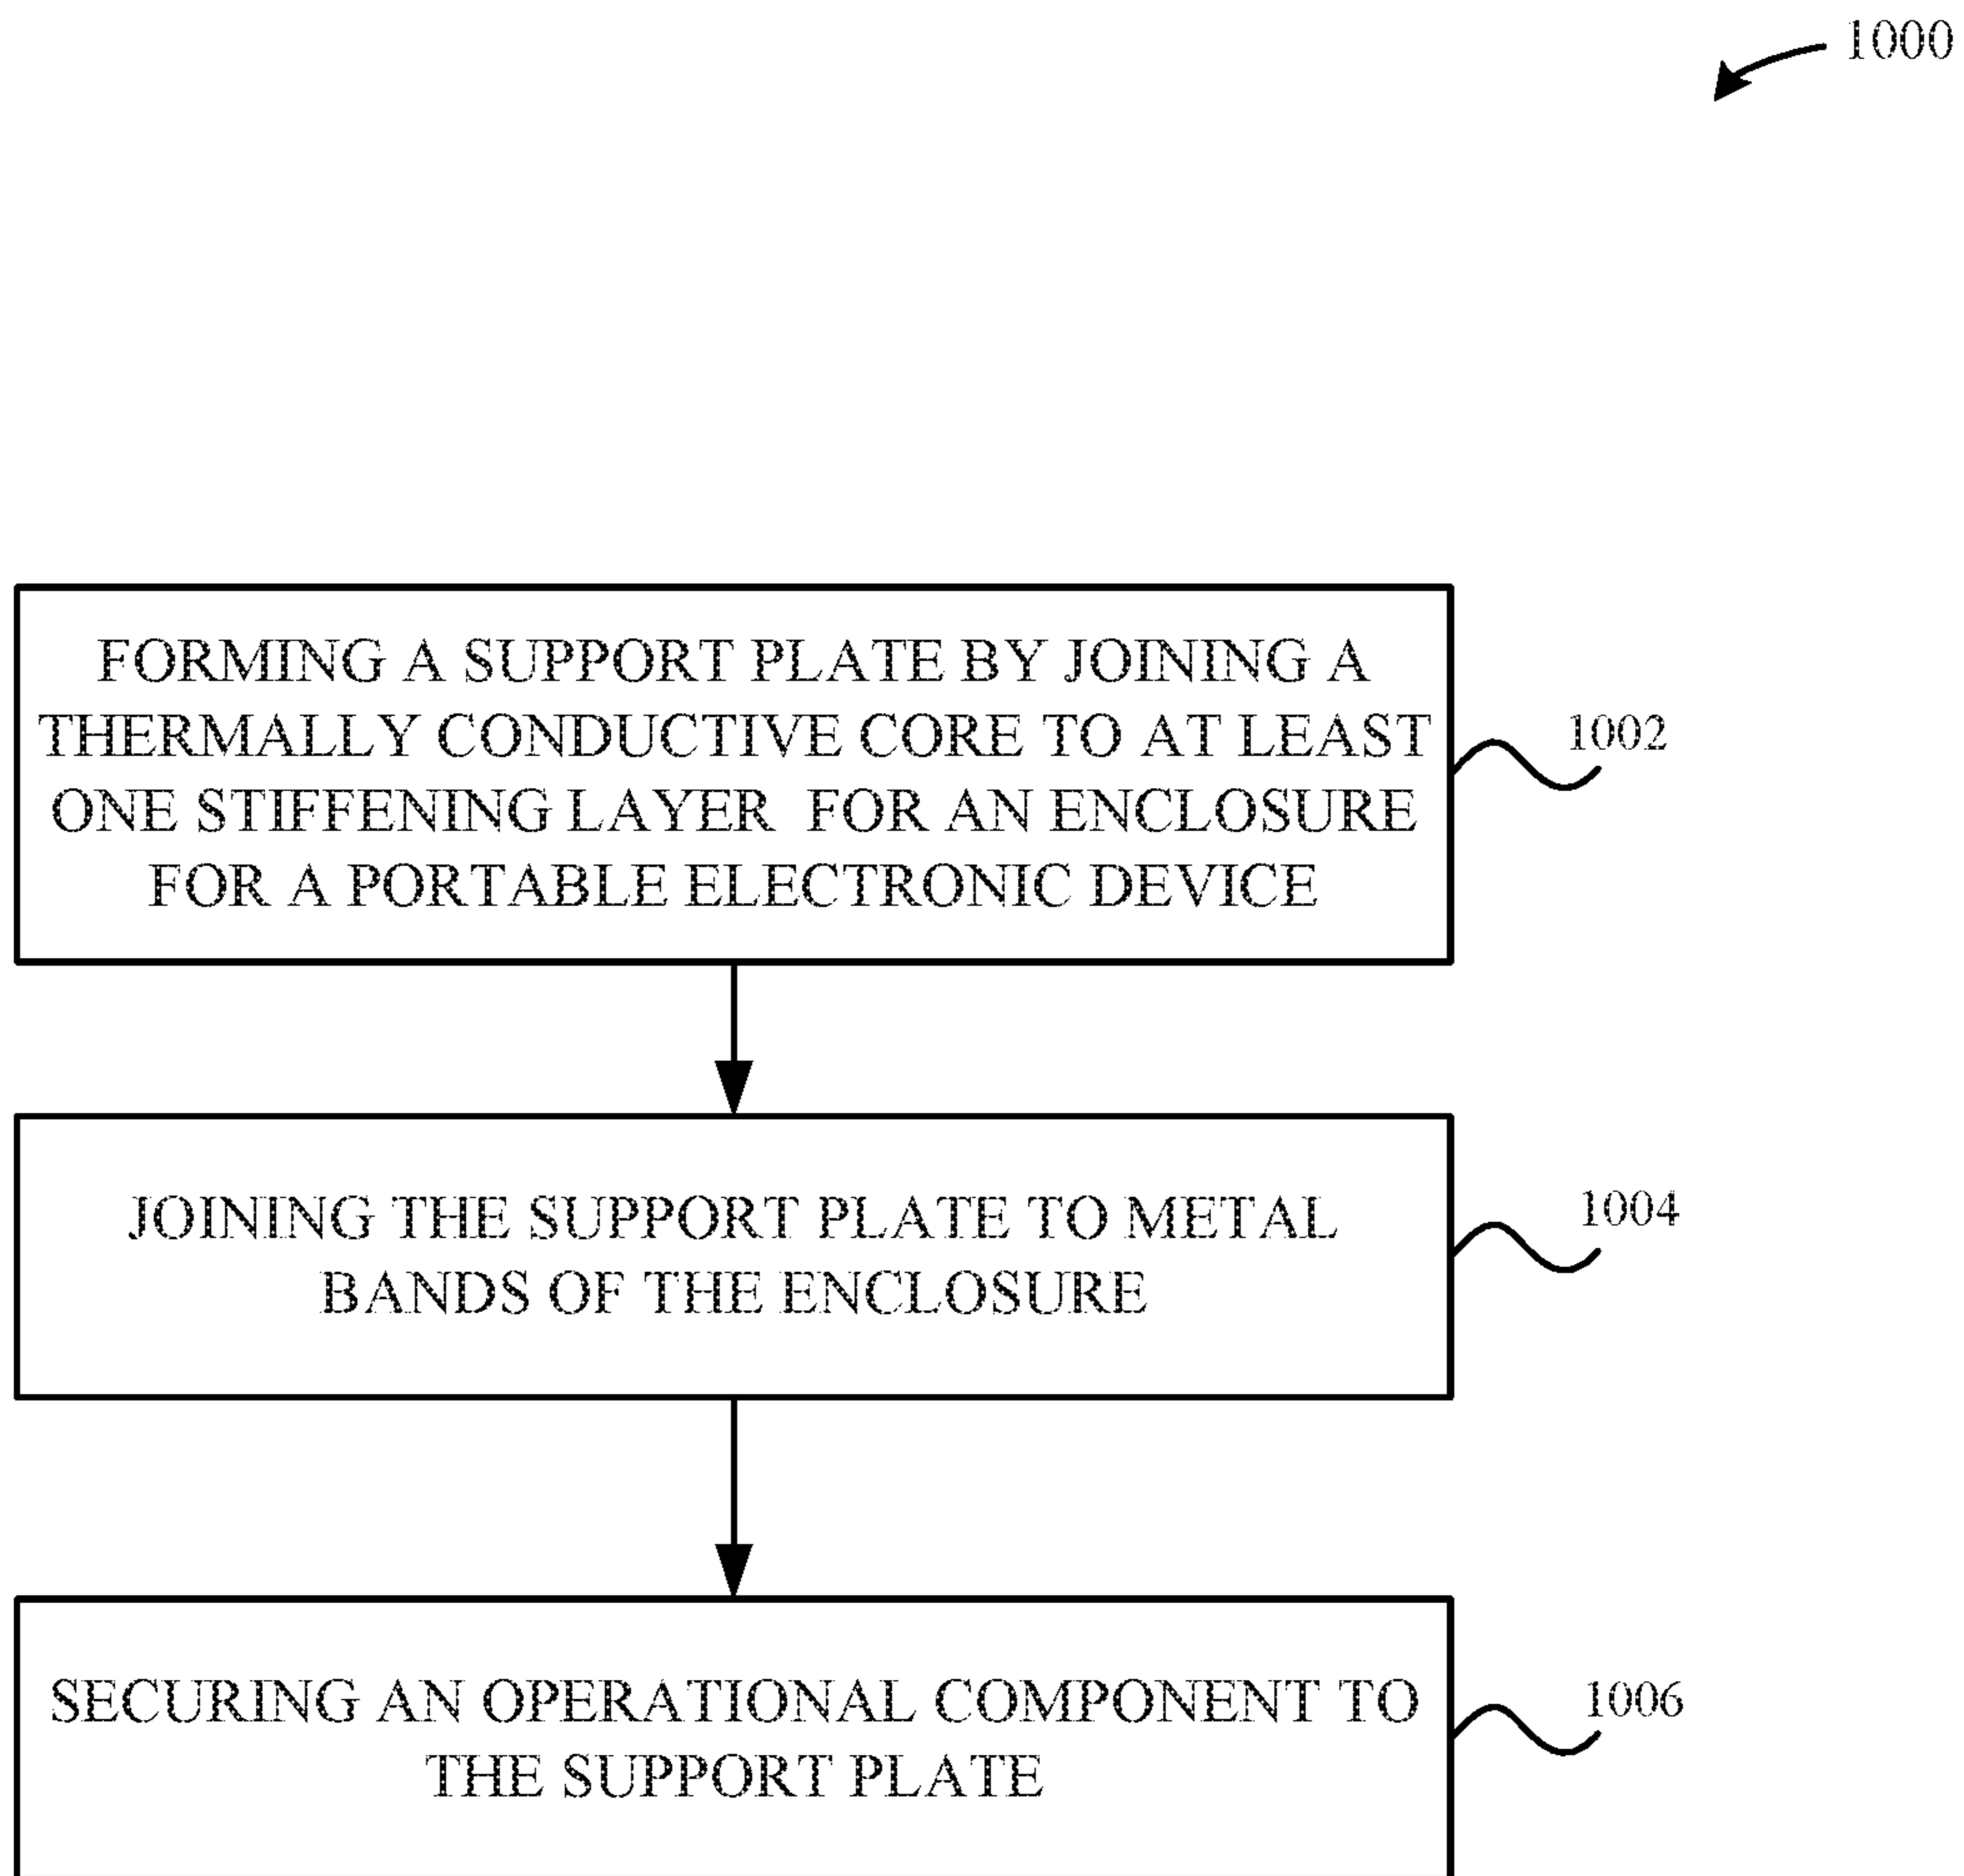 1000
FORMING A SUPPORT PLATE BY JOINING A
THERMALLY CONDUCTIVE CORE TO AT LEAST
ONE STIFFENING LAYER FOR AN ENCLOSURE
FOR A PORTABLE ELECTRONIC DEVICE
1002
JOINING THE SUPPORT PLATE TO METAL
BANDS OF THE ENCLOSURE
1004
SECURING AN OPERATIONAL COMPONENT TO
THE SUPPORT PLATE
1006